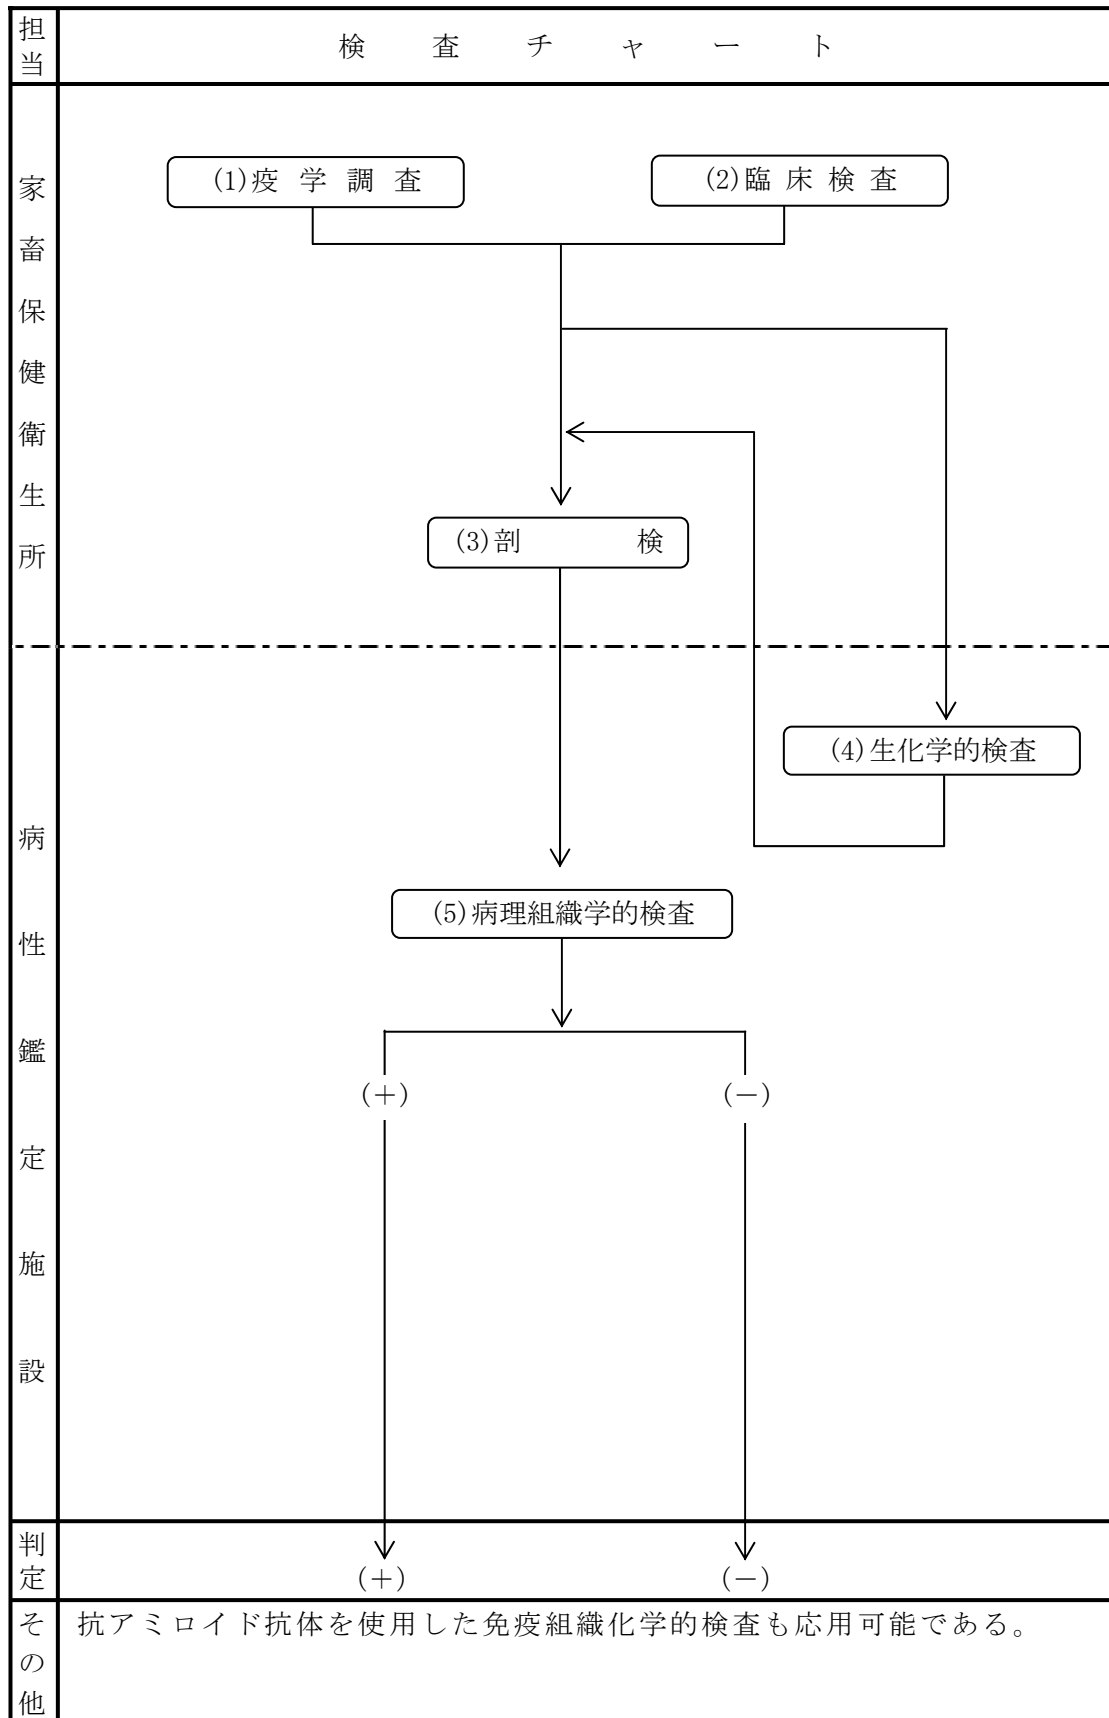 担当
検査チャート
家畜保健衛生所
(1)疫学調査
(2)臨床検査
(3)剖検
(4)生化学的検査
病性鑑定施設
(5)病理組織学的検査
(+)
(-)
判定
(+)
(-)
その他
抗アミロイド抗体を使用した免疫組織化学的検査も応用可能である。